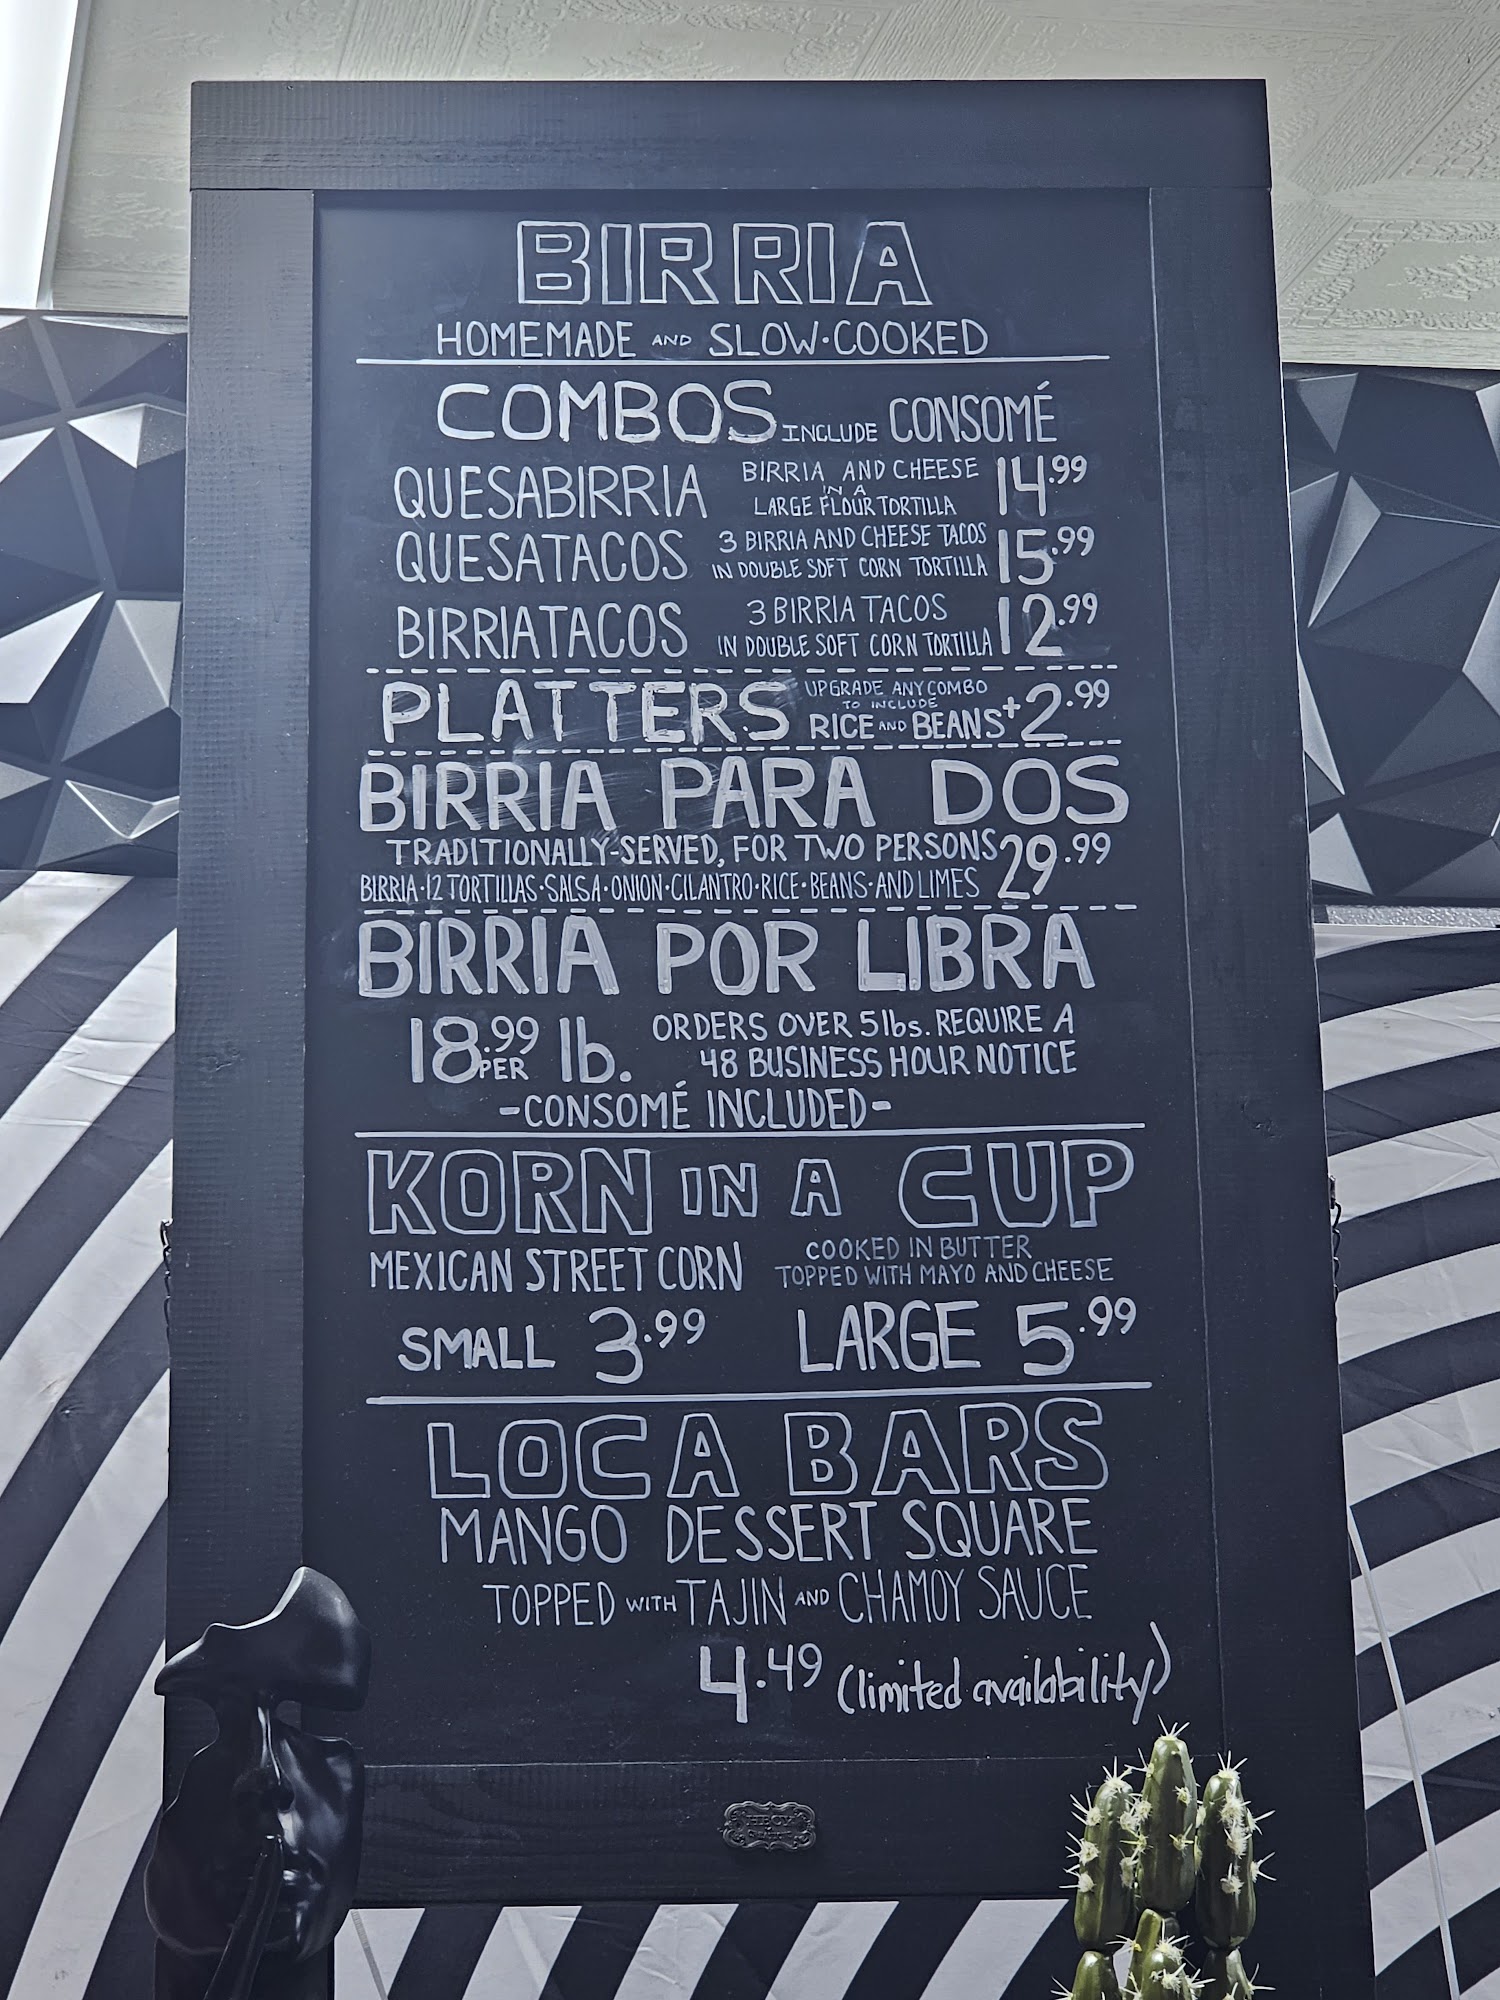 BIRRIA
HOMEMADE AND SLOW·COOKED
COMBOS INCLUDE CONSOMÉ
QUESABIRRIA BIRRIA AND CHEESE IN A LARGE FLOUR TORTILLA 14.99
QUESATACOS 3 BIRRIA AND CHEESE TACOS IN DOUBLE SOFT CORN TORTILLA 15.99
BIRRIATACOS 3 BIRRIA TACOS IN DOUBLE SOFT CORN TORTILLA 12.99
PLATTERS UPGRADE ANY COMBO TO INCLUDE RICE AND BEANS +2.99
BIRRIA PARA DOS
TRADITIONALLY-SERVED, FOR TWO PERSONS 29.99
BIRRIA·12 TORTILLAS·SALSA·ONION·CILANTRO·RICE·BEANS·AND LIMES
BIRRIA POR LIBRA
18.99 PER lb. ORDERS OVER 5lbs. REQUIRE A
48 BUSINESS HOUR NOTICE
-CONSOMÉ INCLUDED-
KORN IN A CUP
MEXICAN STREET CORN COOKED IN BUTTER
TOPPED WITH MAYO AND CHEESE
SMALL 3.99 LARGE 5.99
LOCA BARS
MANGO DESSERT SQUARE
TOPPED WITH TAJIN AND CHAMOY SAUCE
4.49 (limited availability)